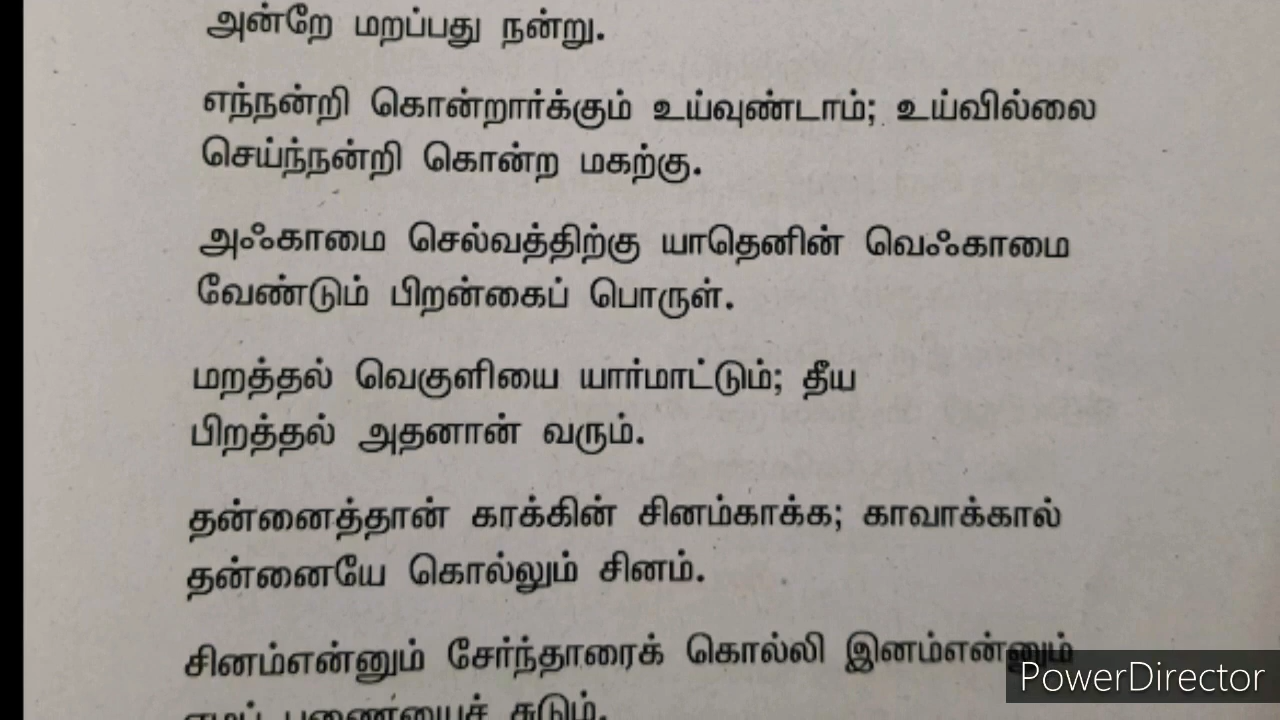 அன்றே மறப்பது நன்று.
எந்நன்றி கொன்றார்க்கும் உய்வுண்டாம்; உய்வில்லை
செய்ந்நன்றி கொன்ற மகற்கு.
அஃகாமை செல்வத்திற்கு யாதெனின் வெஃகாமை
வேண்டும் பிறன்கைப் பொருள்.
மறத்தல் வெகுளியை யார்மாட்டும்; தீய
பிறத்தல் அதனான் வரும்.
தன்னைத்தான் காக்கின் சினம்காக்க; காவாக்கால்
தன்னையே கொல்லும் சினம்.
சினம்என்னும் சேர்ந்தாரைக் கொல்லி இனம்என்னும்
சுடும்.
PowerDirector